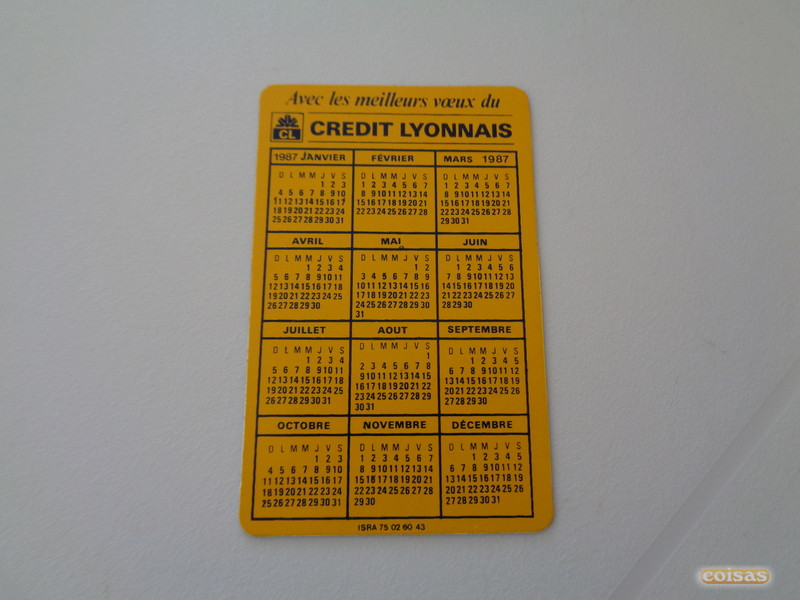 Avec les meilleurs vœux du
CL
CREDIT LYONNAIS
1987 JANVIER
D L M M J V S
1 2 3
4 5 6 7 8 9 10
11 12 13 14 15 16 17
18 19 20 21 22 23 24
25 26 27 28 29 30 31
FÉVRIER
D L M M J V S
1 2 3 4 5 6 7
8 9 10 11 12 13 14
15 16 17 18 19 20 21
22 23 24 25 26 27 28
MARS 1987
D L M M J V S
1 2 3 4 5 6 7
8 9 10 11 12 13 14
15 16 17 18 19 20 21
22 23 24 25 26 27 28
29 30 31
AVRIL
D L M M J V S
1 2 3 4
5 6 7 8 9 10 11
12 13 14 15 16 17 18
19 20 21 22 23 24 25
26 27 28 29 30
MAI
D L M M J V S
1 2
3 4 5 6 7 8 9
10 11 12 13 14 15 16
17 18 19 20 21 22 23
24 25 26 27 28 29 30
31
JUIN
D L M M J V S
1 2 3 4 5 6
7 8 9 10 11 12 13
14 15 16 17 18 19 20
21 22 23 24 25 26 27
28 29 30
JUILLET
D L M M J V S
1 2 3 4
5 6 7 8 9 10 11
12 13 14 15 16 17 18
19 20 21 22 23 24 25
26 27 28 29 30 31
AOUT
D L M M J V S
1
2 3 4 5 6 7 8
9 10 11 12 13 14 15
16 17 18 19 20 21 22
23 24 25 26 27 28 29
30 31
SEPTEMBRE
D L M M J V S
1 2 3 4 5
6 7 8 9 10 11 12
13 14 15 16 17 18 19
20 21 22 23 24 25 26
27 28 29 30
OCTOBRE
D L M M J V S
1 2 3
4 5 6 7 8 9 10
11 12 13 14 15 16 17
18 19 20 21 22 23 24
25 26 27 28 29 30 31
NOVEMBRE
D L M M J V S
1 2 3 4 5 6 7
8 9 10 11 12 13 14
15 16 17 18 19 20 21
22 23 24 25 26 27 28
29 30
DÉCEMBRE
D L M M J V S
1 2 3 4 5
6 7 8 9 10 11 12
13 14 15 16 17 18 19
20 21 22 23 24 25 26
27 28 29 30 31
ISRA 75 02 60 43
coisas